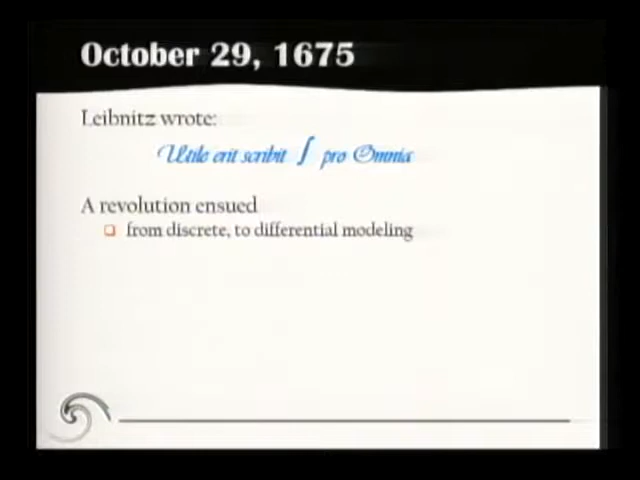 October 29, 1675
Leibnitz wrote:
Utile erit scribit ∫ pro Omnia
A revolution ensued
from discrete, to differential modeling